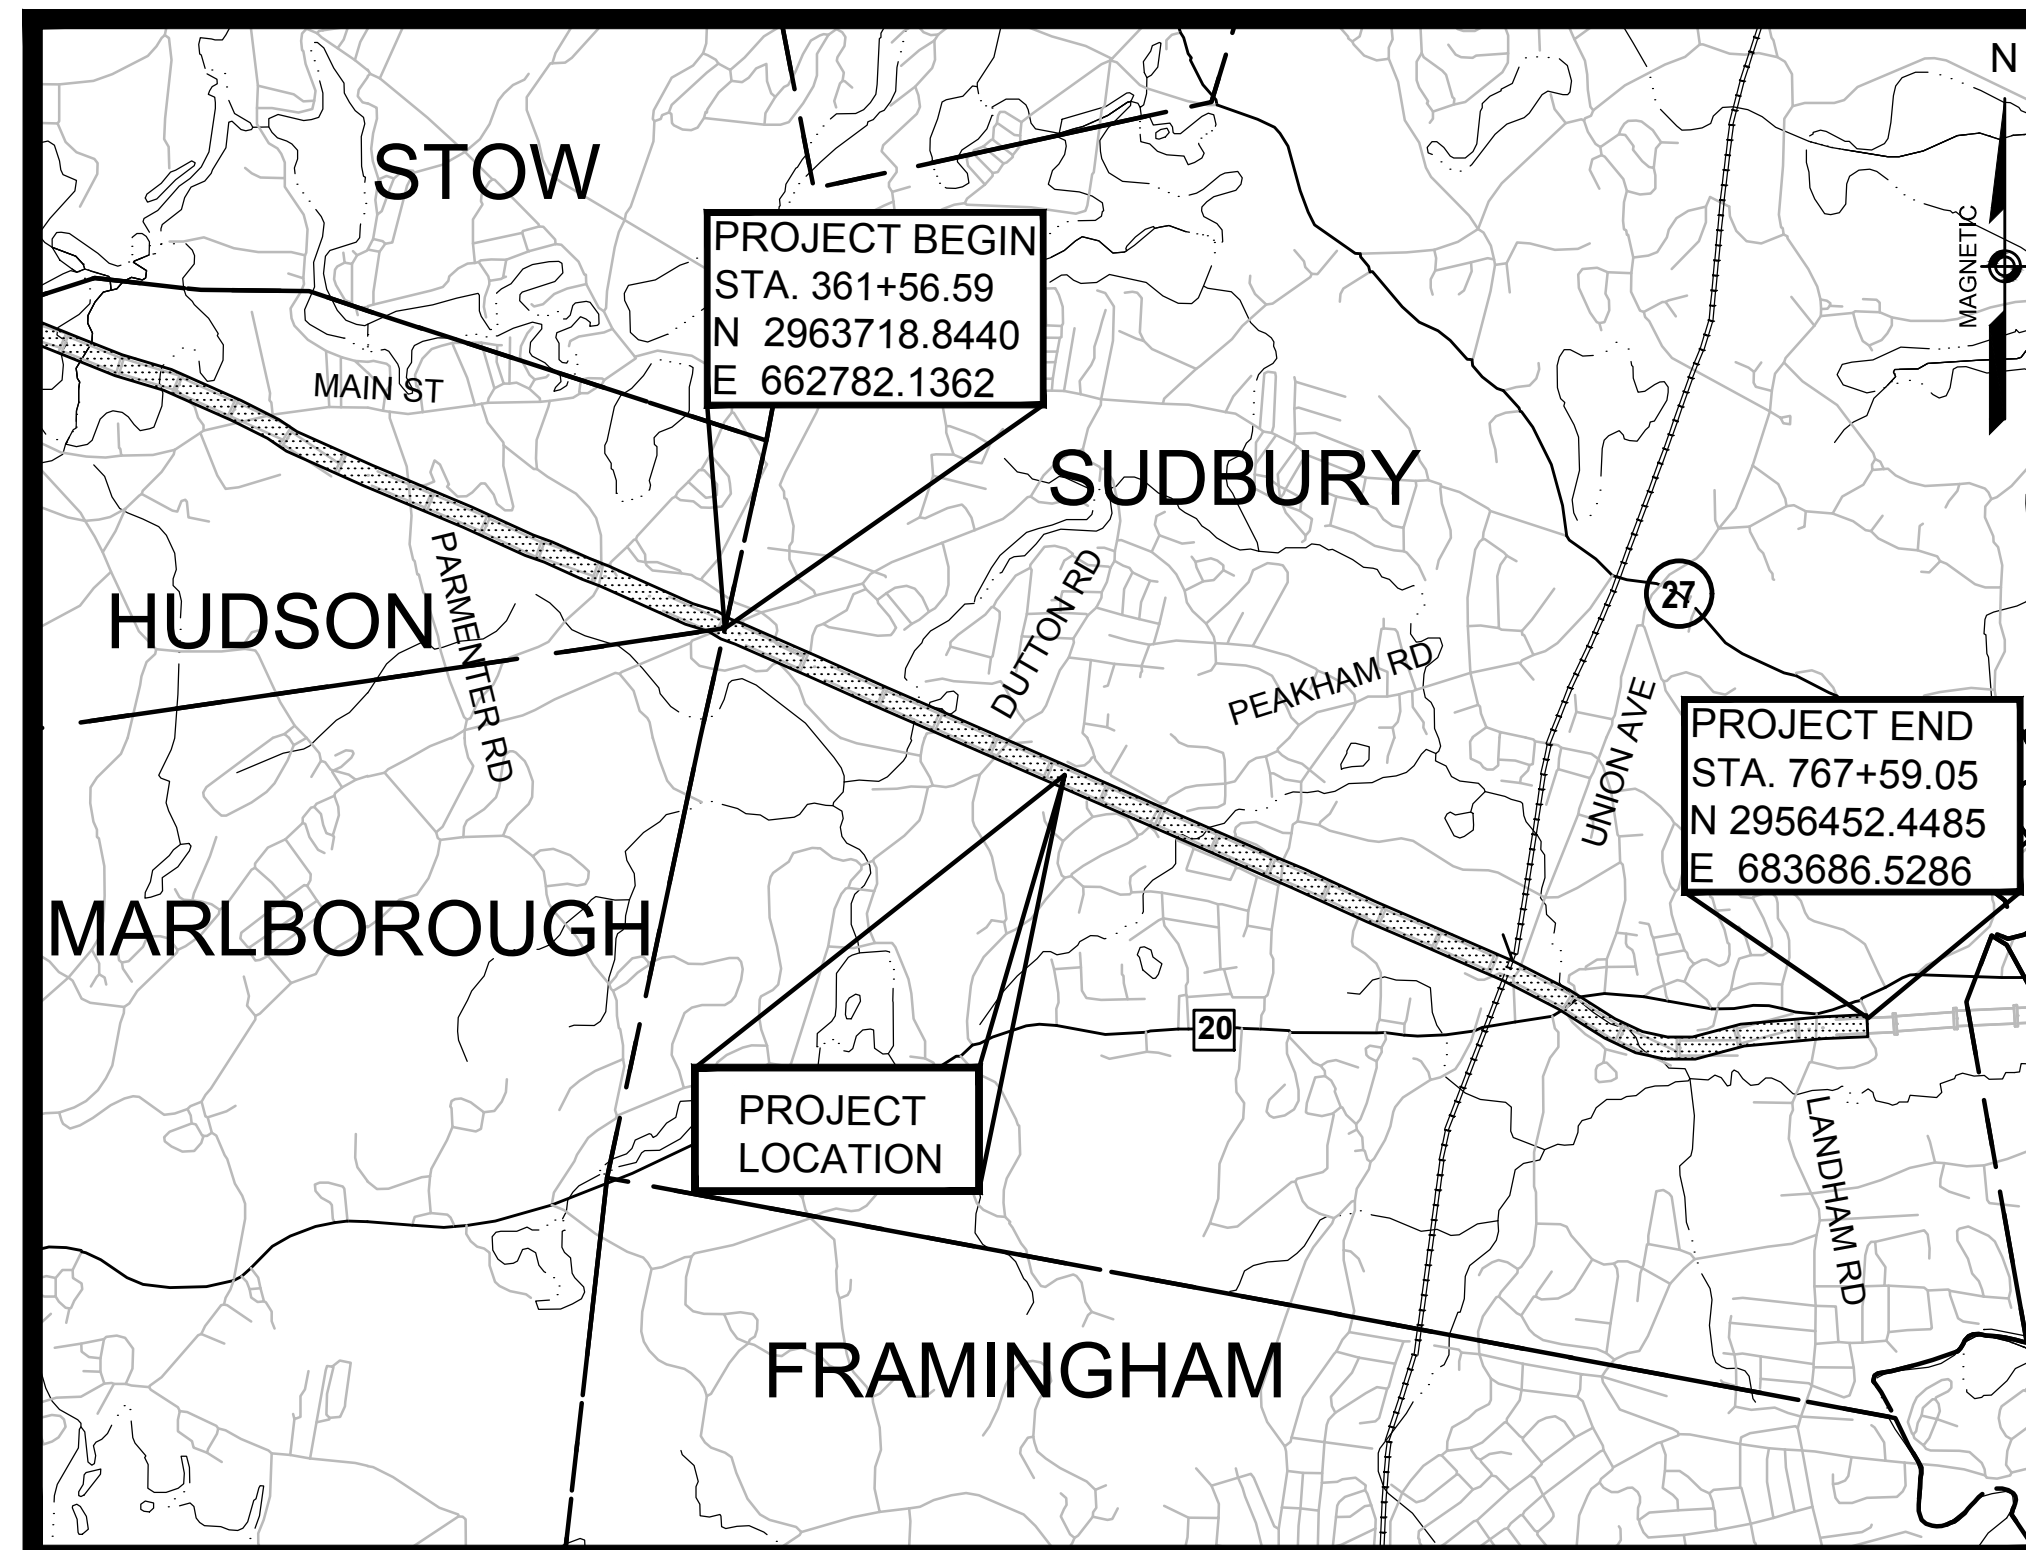 N
STOW
MAGNETIC
PROJECT BEGIN
STA. 361+56.59
N 2963718.8440
E 662782.1362
MAIN ST
SUDBURY
PARMENTER RD
HUDSON
DUTTON RD
27
PEAKHAM RD
UNION AVE
PROJECT END
STA. 767+59.05
N 2956452.4485
E 683686.5286
MARLBOROUGH
20
PROJECT
LOCATION
LANDHAM RD
FRAMINGHAM